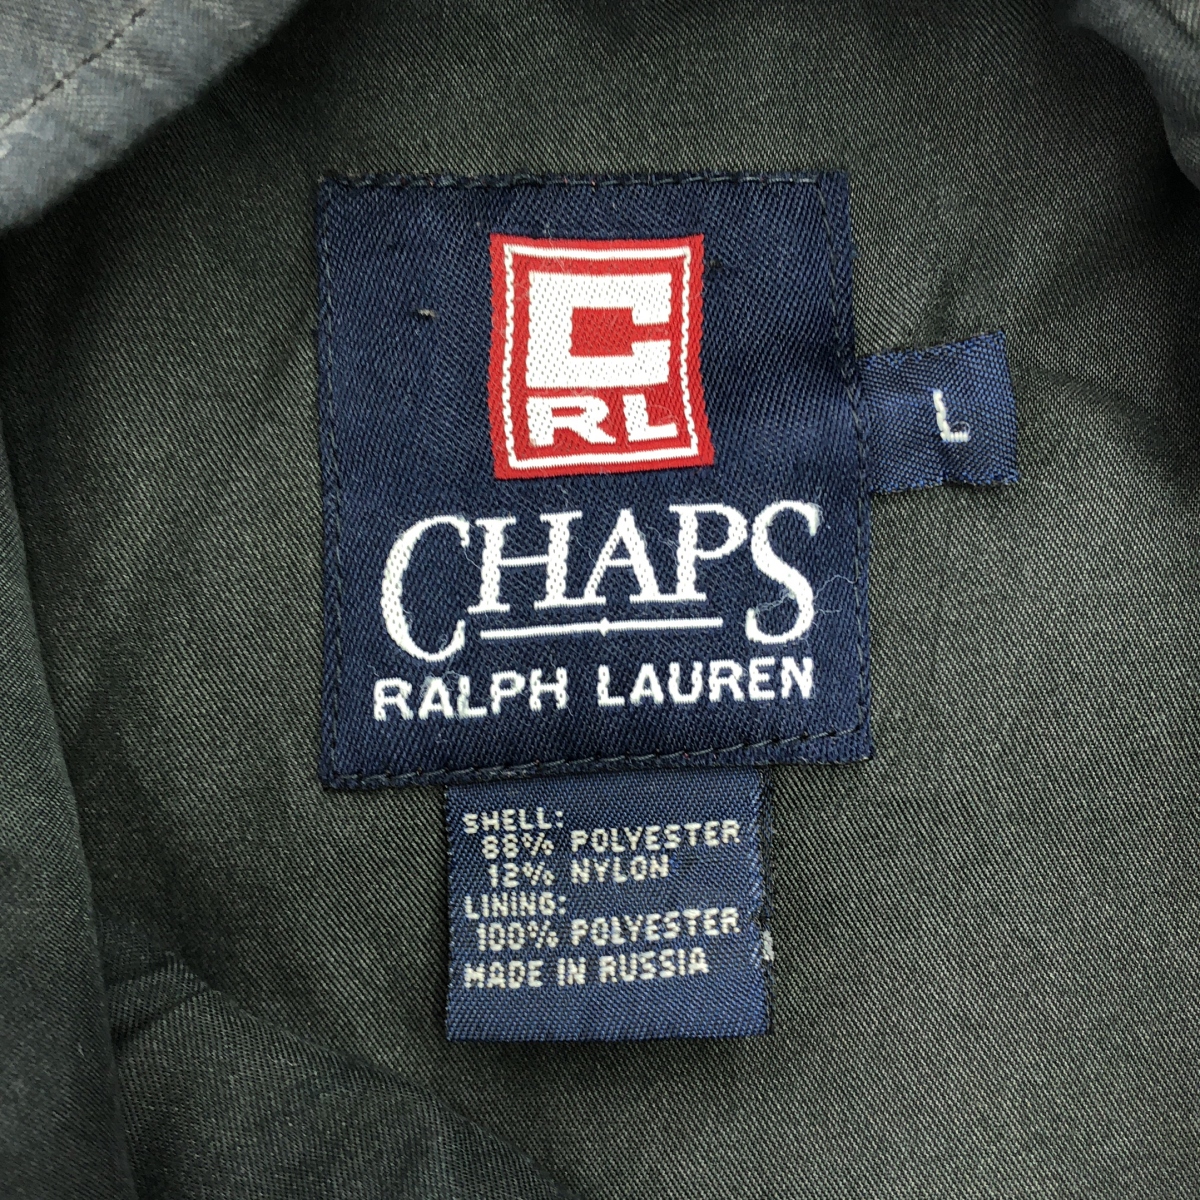 C
RL
CHAPS
RALPH LAUREN
L
SHELL:
88% POLYESTER
12% NYLON
LINING:
100% POLYESTER
MADE IN RUSSIA